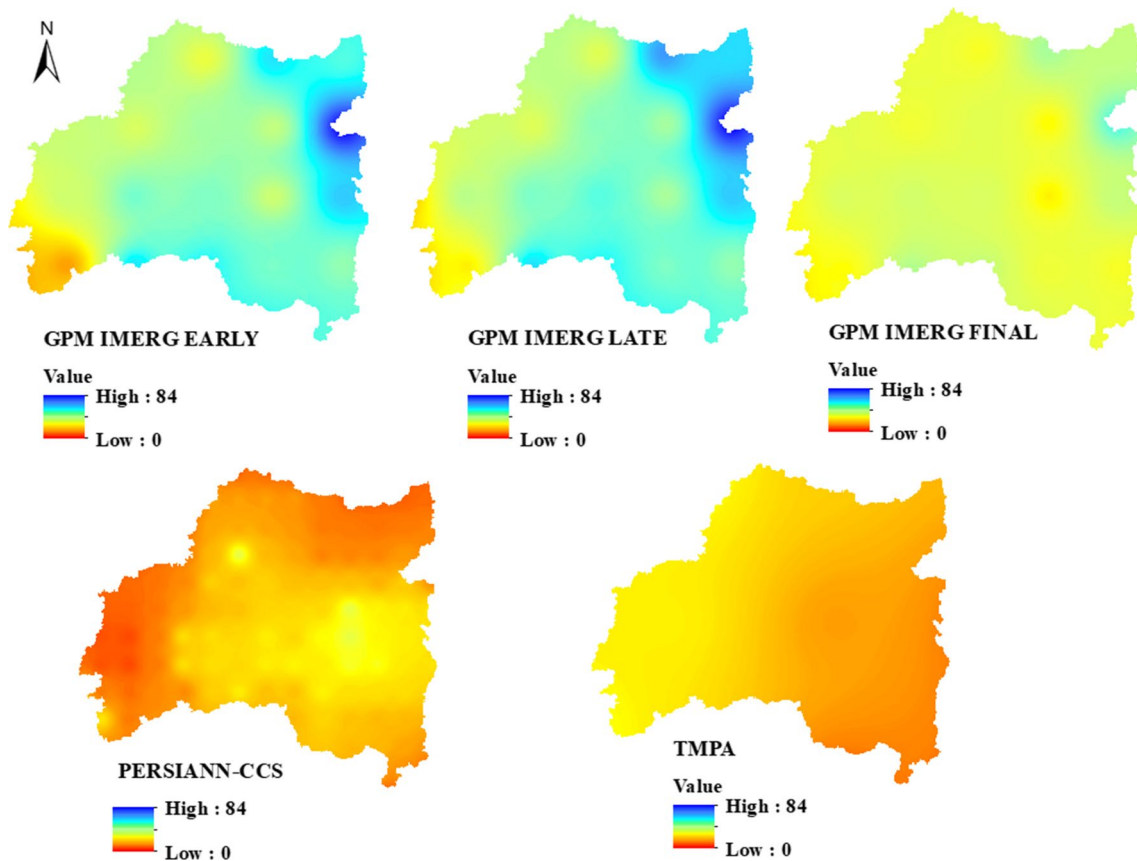 N
GPM IMERG EARLY
Value
High : 84
Low : 0
GPM IMERG LATE
Value
High : 84
Low : 0
GPM IMERG FINAL
Value
High : 84
Low : 0
PERSIANN-CCS
High : 84
Low : 0
TMPA
Value
High : 84
Low : 0